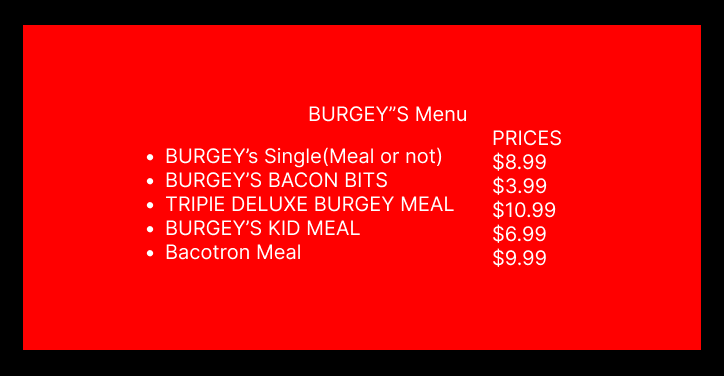 BURGEY”S Menu
PRICES
• BURGEY’s Single(Meal or not) $8.99
• BURGEY’S BACON BITS $3.99
• TRIPIE DELUXE BURGEY MEAL $10.99
• BURGEY’S KID MEAL $6.99
• Bacotron Meal $9.99